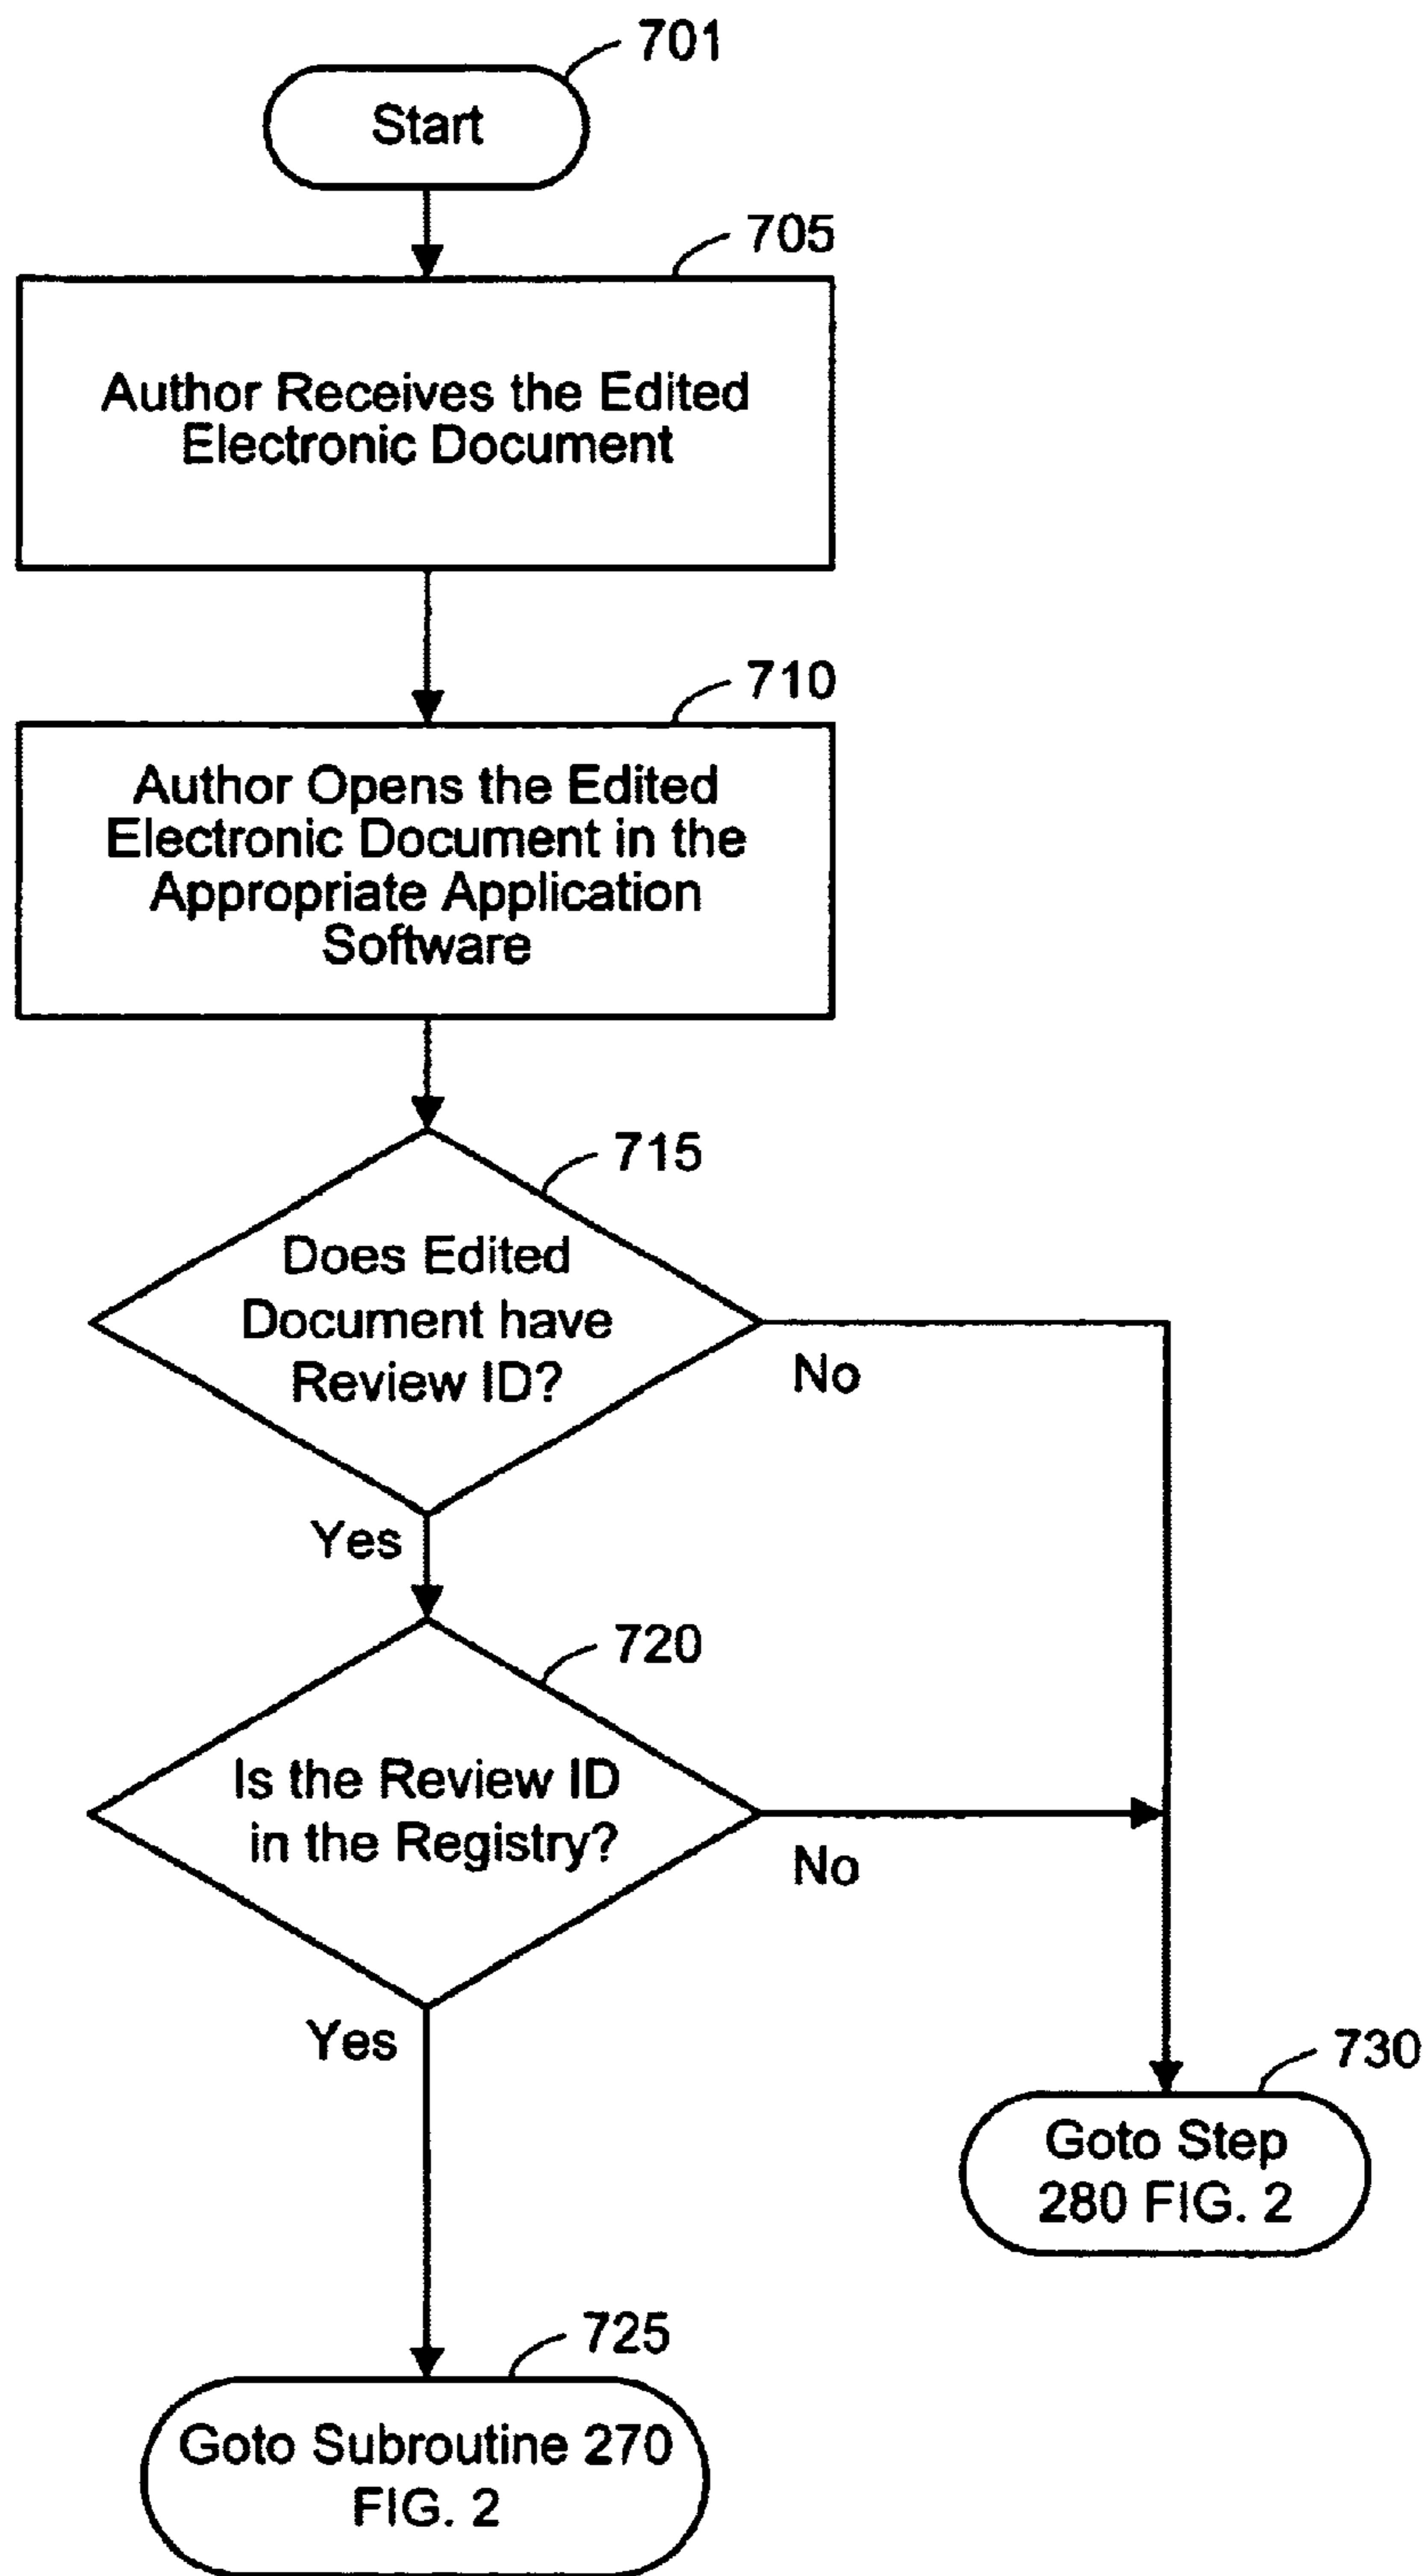 701
Start
705
Author Receives the Edited
Electronic Document
710
Author Opens the Edited
Electronic Document in the
Appropriate Application
Software
715
Does Edited
Document have
Review ID?
No
Yes
720
Is the Review ID
in the Registry?
No
Yes
730
Goto Step
280 FIG. 2
725
Goto Subroutine 270
FIG. 2